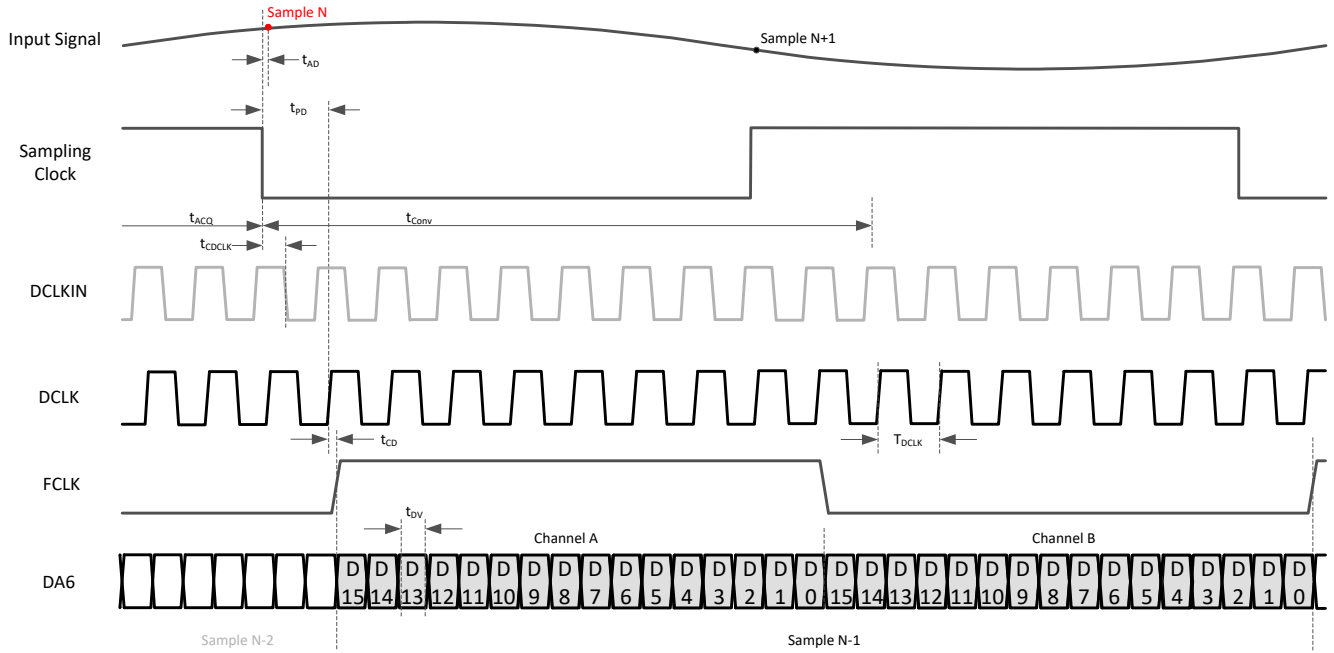 Sample N
Input Signal
Sample N+1
tAD
tPD
Sampling
Clock
tACQ
tConv
tCDCLK
DCLKIN
DCLK
tCD
TDCLK
FCLK
tDV
Channel A
Channel B
DA6
D D D D D D D D D D D D D D D D D D D D D D D D D D D D D D D D
15 14 13 12 11 10 9 8 7 6 5 4 3 2 1 0 15 14 13 12 11 10 9 8 7 6 5 4 3 2 1 0
Sample N-2
Sample N-1